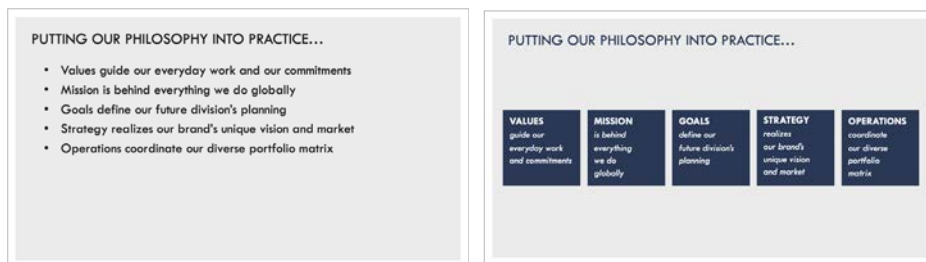 PUTTING OUR PHILOSOPHY INTO PRACTICE...
• Values guide our everyday work and our commitments
• Mission is behind everything we do globally
• Goals define our future division's planning
• Strategy realizes our brand's unique vision and market
• Operations coordinate our diverse portfolio matrix
PUTTING OUR PHILOSOPHY INTO PRACTICE...
VALUES
guide our
everyday work
and commitments
MISSION
is behind
everything
we do
globally
GOALS
define our
future division's
planning
STRATEGY
realizes
our brand's
unique vision
and market
OPERATIONS
coordinate
our diverse
portfolio
matrix